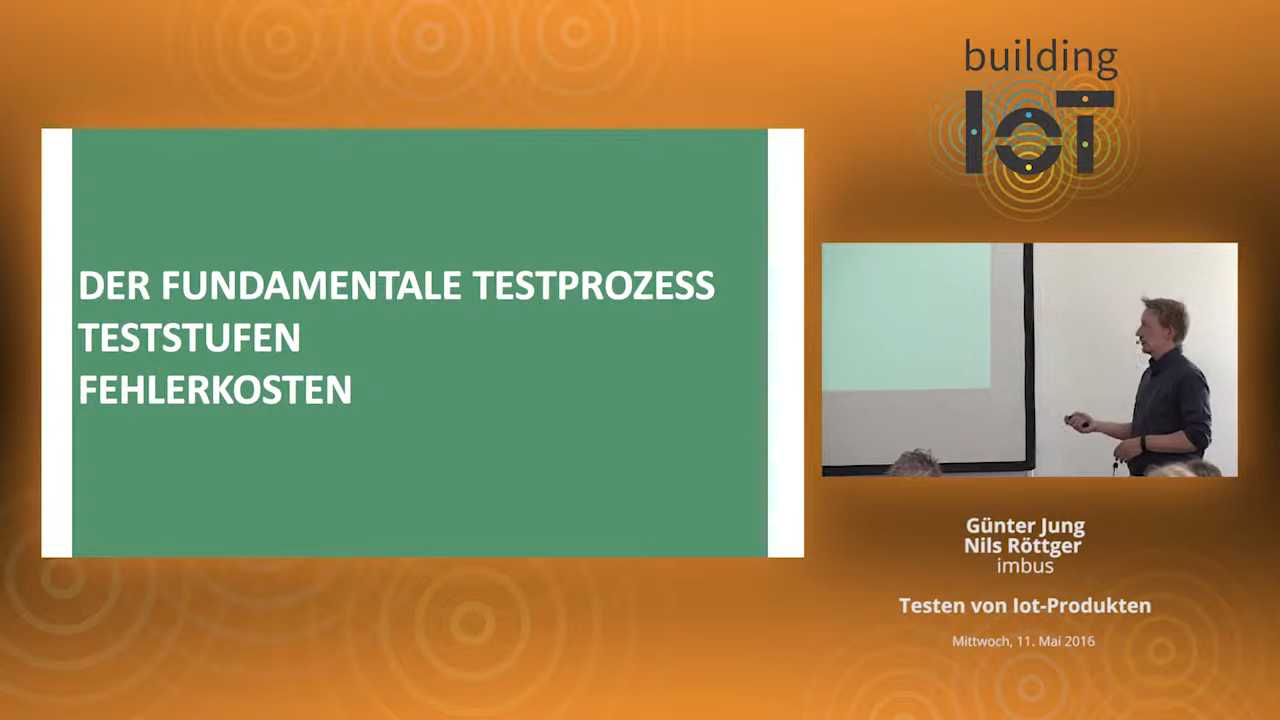 building
IoT
DER FUNDAMENTALE TESTPROZESS
TESTSTUFEN
FEHLERKOSTEN
Günter Jung
Nils Röttger
imbus
Testen von Iot-Produkten
Mittwoch, 11. Mai 2016